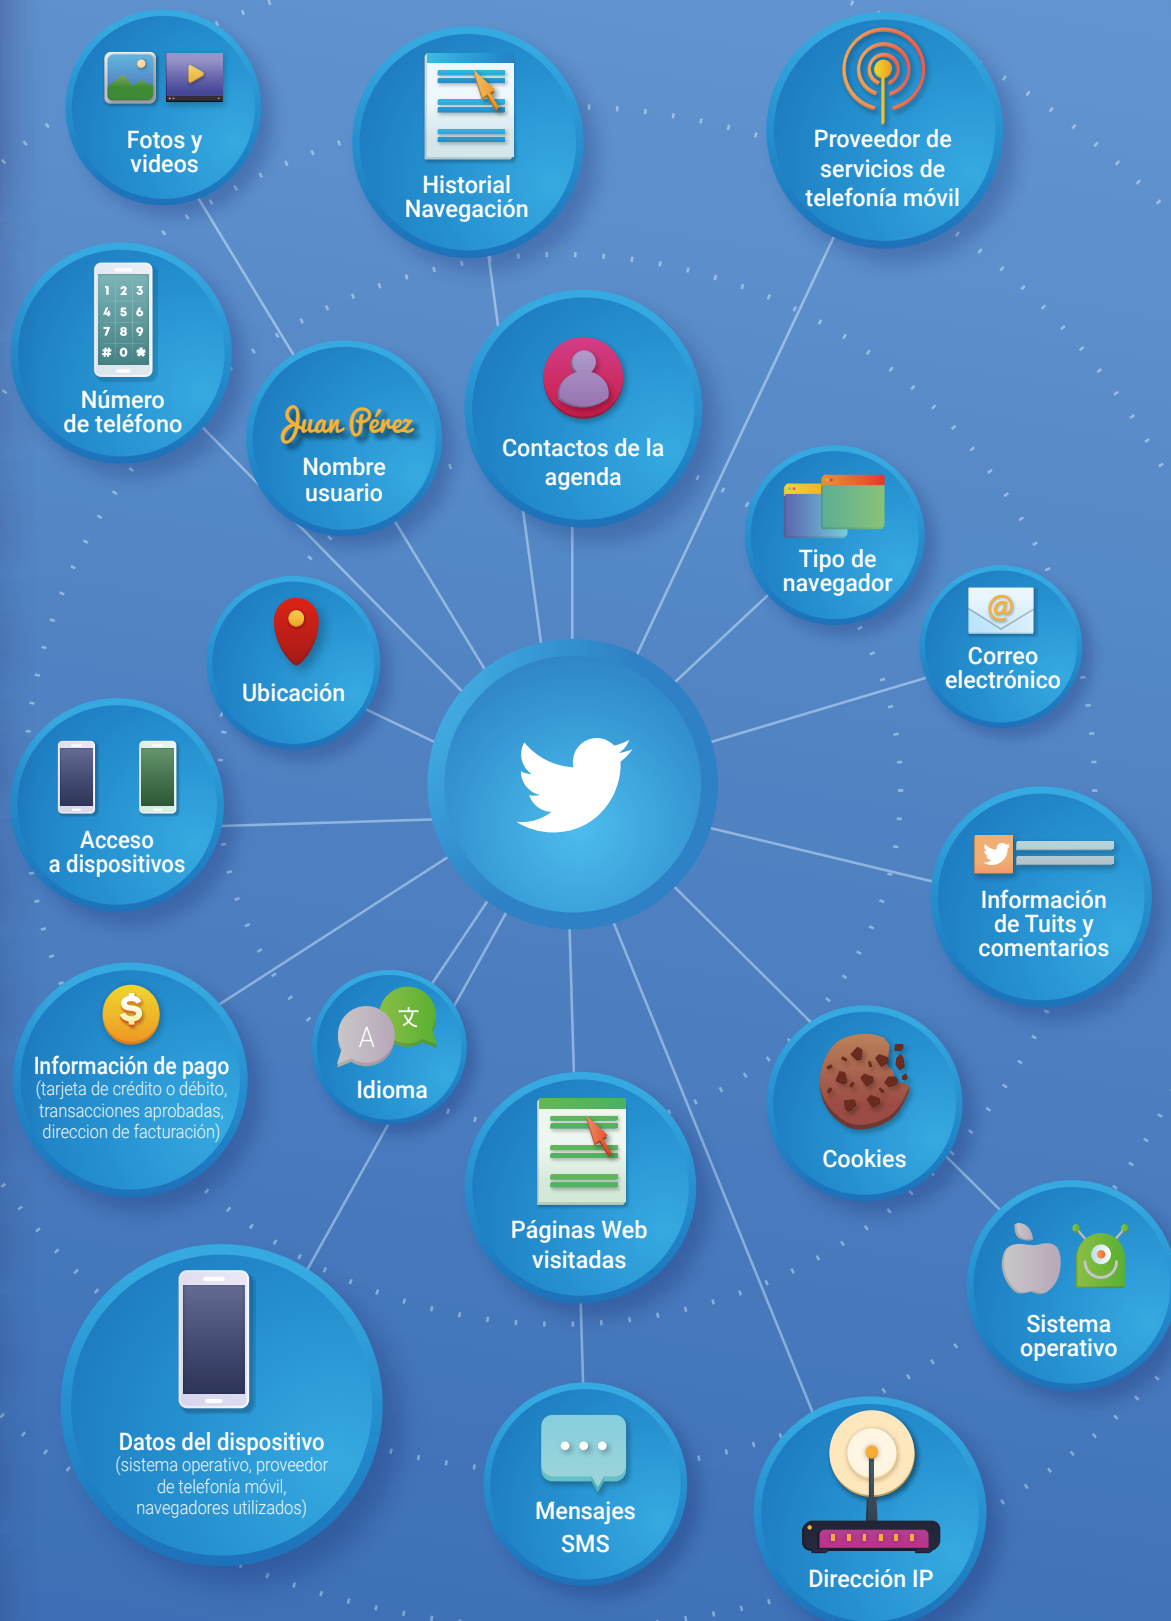 Fotos y
videos
Historial
Navegación
Proveedor de
servicios de
telefonía móvil
1 2 3
4 5 6
7 8 9
# 0 *
Número
de teléfono
Juan Pérez
Nombre
usuario
Contactos de la
agenda
Tipo de
navegador
@
Correo
electrónico
Ubicación
Acceso
a dispositivos
Información
de Tuits y
comentarios
$
Información de pago
(tarjeta de crédito o débito,
transacciones aprobadas,
direccion de facturación)
A 文
Idioma
Cookies
Páginas Web
visitadas
Sistema
operativo
Datos del dispositivo
(sistema operativo, proveedor
de telefonía móvil,
navegadores utilizados)
Mensajes
SMS
Dirección IP